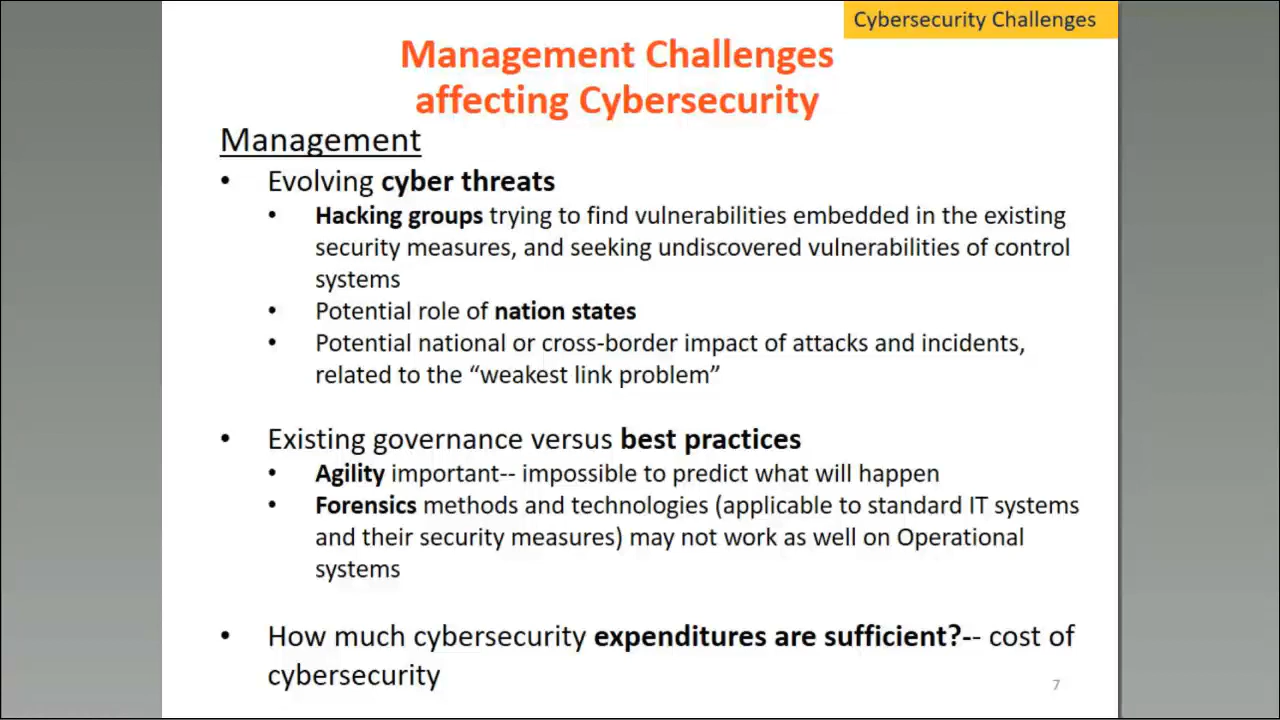 Cybersecurity Challenges
Management Challenges
affecting Cybersecurity
Management
• Evolving cyber threats
• Hacking groups trying to find vulnerabilities embedded in the existing
security measures, and seeking undiscovered vulnerabilities of control
systems
• Potential role of nation states
• Potential national or cross-border impact of attacks and incidents,
related to the “weakest link problem”
• Existing governance versus best practices
• Agility important-- impossible to predict what will happen
• Forensics methods and technologies (applicable to standard IT systems
and their security measures) may not work as well on Operational
systems
• How much cybersecurity expenditures are sufficient?-- cost of
cybersecurity
7